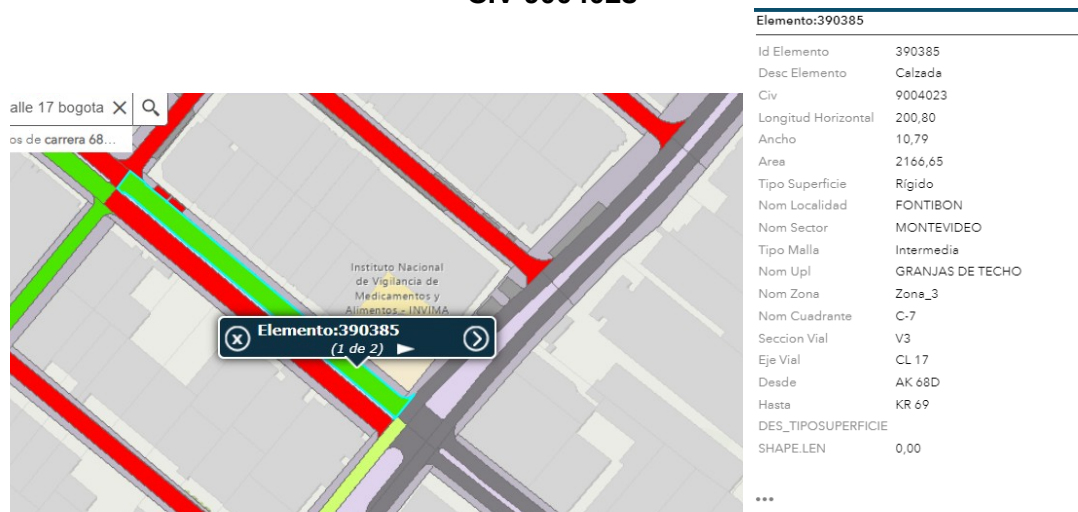 Elemento:390385
Id Elemento 390385
Desc Elemento Calzada
Civ 9004023
Longitud Horizontal 200,80
Ancho 10,79
Area 2166,65
Tipo Superficie Rígido
Nom Localidad FONTIBON
Nom Sector MONTEVIDEO
Tipo Malla Intermedia
Nom Upl GRANJAS DE TECHO
Nom Zona Zona_3
Nom Cuadrante C-7
Seccion Vial V3
Eje Vial CL 17
Desde AK 68D
Hasta KR 69
DES_TIPOSUPERFICIE
SHAPE.LEN 0,00
•••
alle 17 bogota
os de carrera 68...
Instituto Nacional
de Vigilancia de
Medicamentos y
Alimentos - INVIMA
Elemento:390385
(1 de 2)